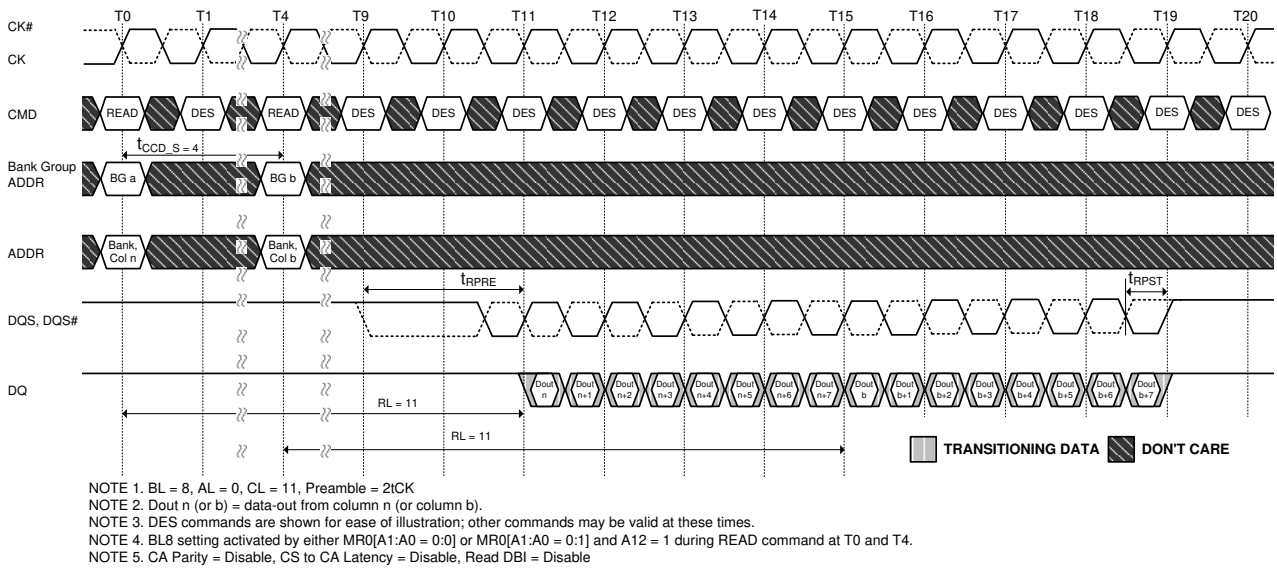 T0 T1 T4 T9 T10 T11 T12 T13 T14 T15 T16 T17 T18 T19 T20
CK#
CK
CMD READ DES READ DES DES DES DES DES DES DES DES DES DES DES DES
tCCD_S = 4
Bank Group
ADDR
BG a BG b
ADDR
Bank,
Col n
Bank,
Col b
tRPRE tRPST
DQS, DQS#
DQ
Dout
n
Dout
n+1
Dout
n+2
Dout
n+3
Dout
n+4
Dout
n+5
Dout
n+6
Dout
n+7
Dout
b
Dout
b+1
Dout
b+2
Dout
b+3
Dout
b+4
Dout
b+5
Dout
b+6
Dout
b+7
RL = 11
RL = 11
TRANSITIONING DATA DON'T CARE
NOTE 1. BL = 8, AL = 0, CL = 11, Preamble = 2tCK
NOTE 2. Dout n (or b) = data-out from column n (or column b).
NOTE 3. DES commands are shown for ease of illustration; other commands may be valid at these times.
NOTE 4. BL8 setting activated by either MR0[A1:A0 = 0:0] or MR0[A1:A0 = 0:1] and A12 = 1 during READ command at T0 and T4.
NOTE 5. CA Parity = Disable, CS to CA Latency = Disable, Read DBI = Disable